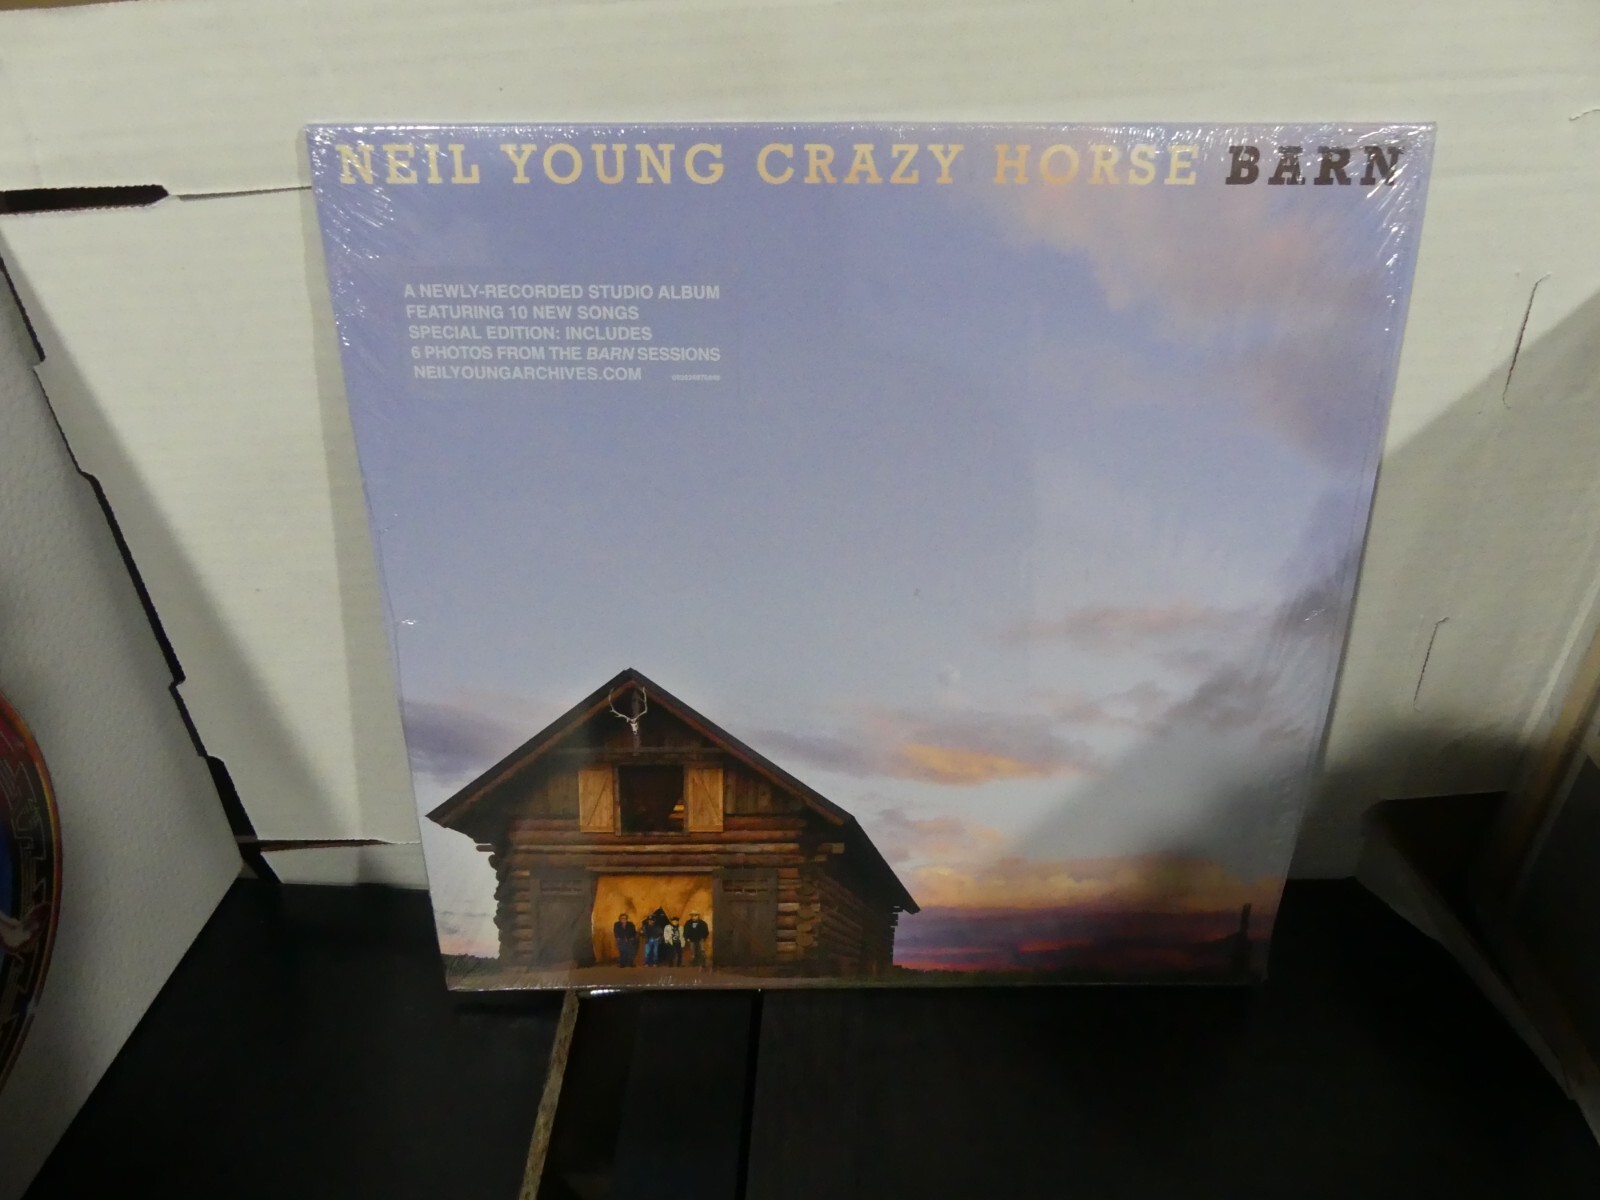 NEIL YOUNG CRAZY HORSE BARN
A NEWLY-RECORDED STUDIO ALBUM
FEATURING 10 NEW SONGS
SPECIAL EDITION: INCLUDES
6 PHOTOS FROM THE BARN SESSIONS
NEILYOUNGARCHIVES.COM